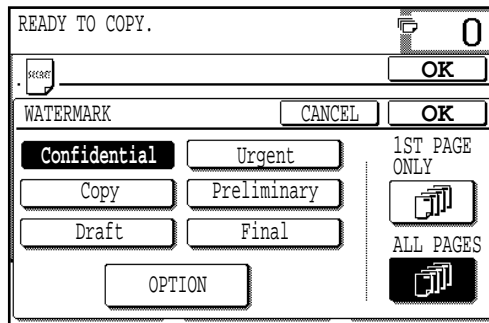 READY TO COPY.
0
SECRET
OK
WATERMARK
CANCEL
OK
Confidential
Urgent
1ST PAGE
ONLY
Copy
Preliminary
Draft
Final
ALL PAGES
OPTION